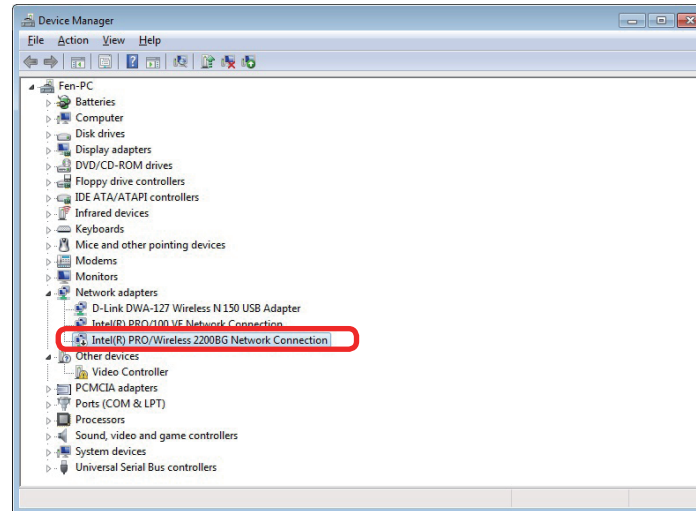 Device Manager
File Action View Help
Fen-PC
Batteries
Computer
Disk drives
Display adapters
DVD/CD-ROM drives
Floppy drive controllers
IDE ATA/ATAPI controllers
Infrared devices
Keyboards
Mice and other pointing devices
Modems
Monitors
Network adapters
D-Link DWA-127 Wireless N 150 USB Adapter
Intel(R) PRO/100 VE Network Connection
Intel(R) PRO/Wireless 2200BG Network Connection
Other devices
Video Controller
PCMCIA adapters
Ports (COM & LPT)
Processors
Sound, video and game controllers
System devices
Universal Serial Bus controllers